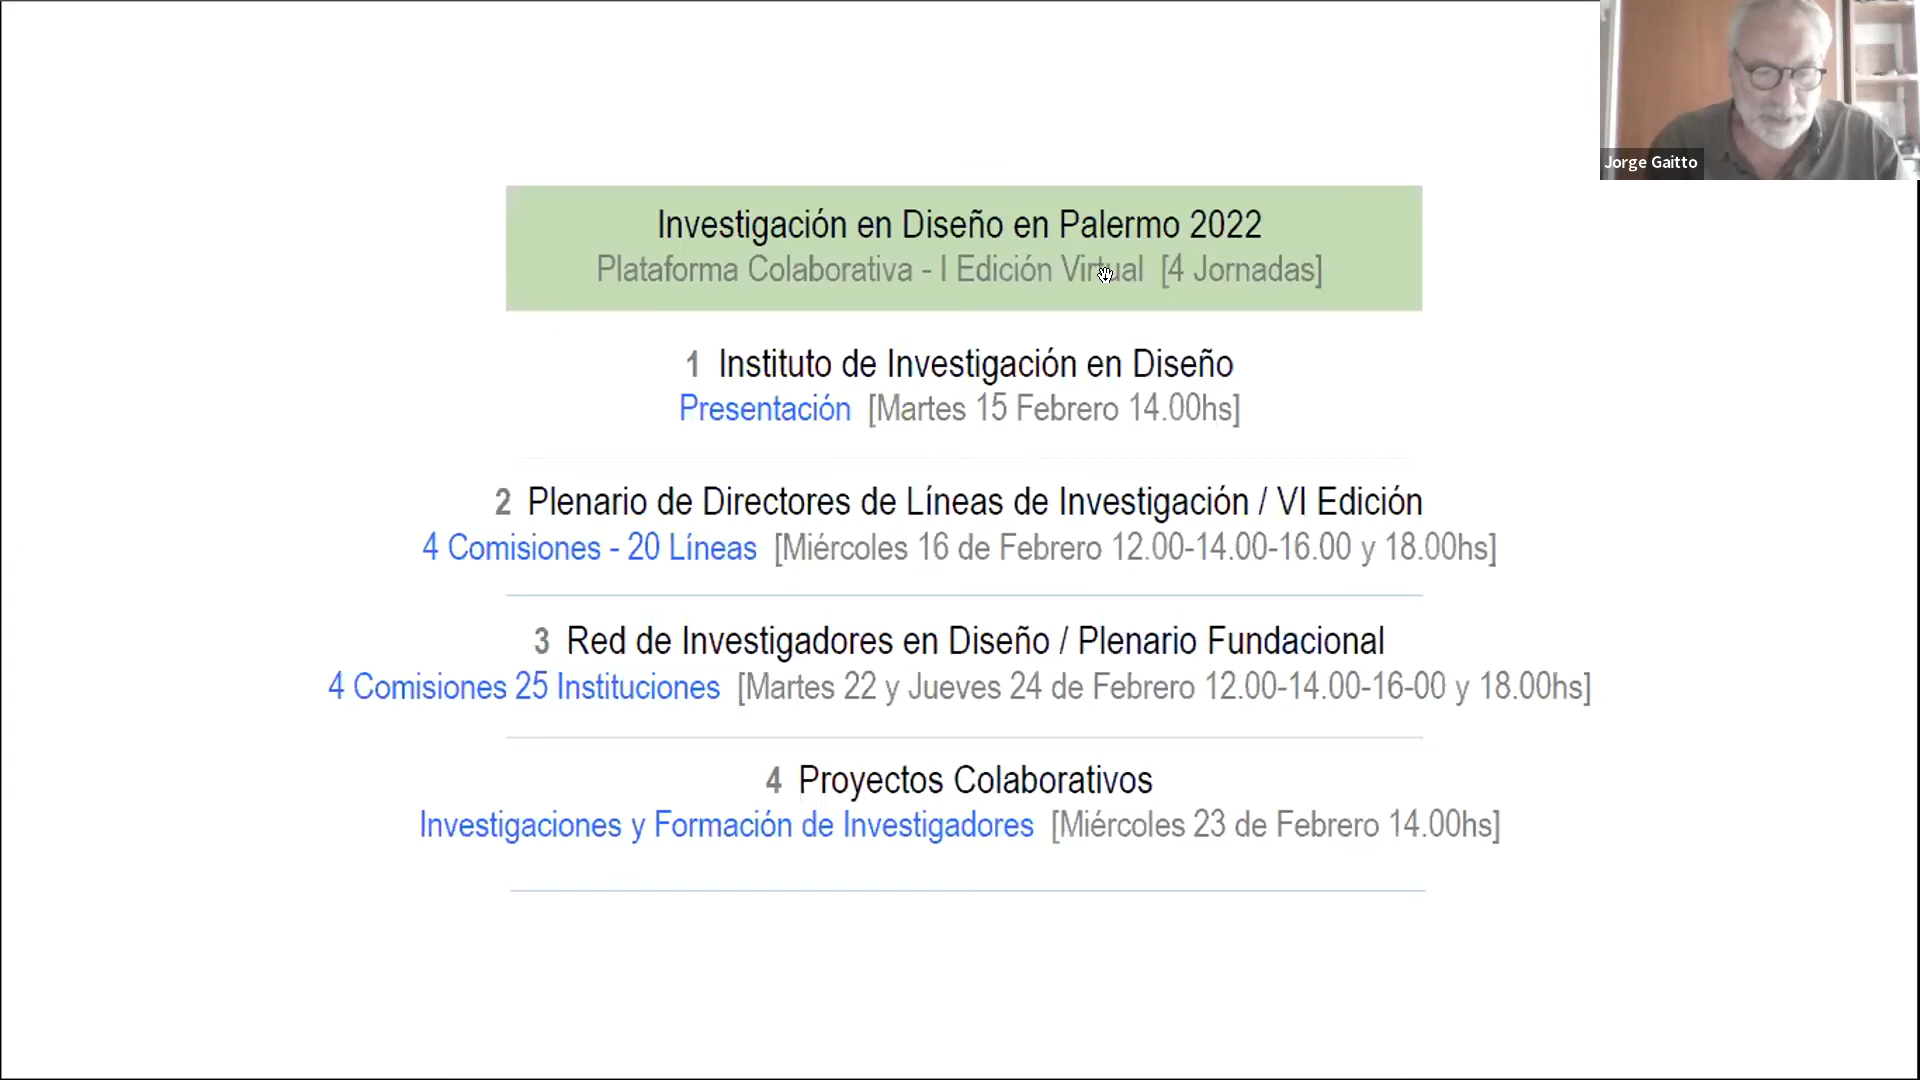 Jorge Gaitto
Investigación en Diseño en Palermo 2022
Plataforma Colaborativa - I Edición Virtual [4 Jornadas]
1 Instituto de Investigación en Diseño
Presentación [Martes 15 Febrero 14.00hs]
2 Plenario de Directores de Líneas de Investigación / VI Edición
4 Comisiones - 20 Líneas [Miércoles 16 de Febrero 12.00-14.00-16.00 y 18.00hs]
3 Red de Investigadores en Diseño / Plenario Fundacional
4 Comisiones 25 Instituciones [Martes 22 y Jueves 24 de Febrero 12.00-14.00-16-00 y 18.00hs]
4 Proyectos Colaborativos
Investigaciones y Formación de Investigadores [Miércoles 23 de Febrero 14.00hs]